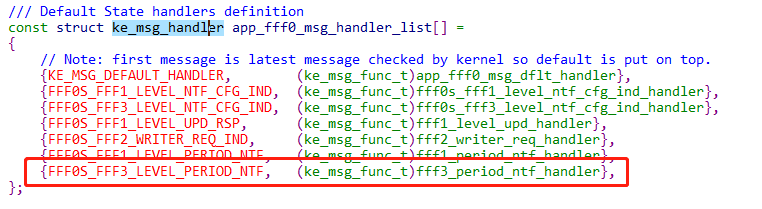 /// Default State handlers definition
const struct ke_msg_handler app_fff0_msg_handler_list[] =
{
// Note: first message is latest message checked by kernel so default is put on top.
{KE_MSG_DEFAULT_HANDLER, (ke_msg_func_t)app_fff0_msg_dflt_handler},
{FFF0S_FFF1_LEVEL_NTF_CFG_IND, (ke_msg_func_t)fff0s_fff1_level_ntf_cfg_ind_handler},
{FFF0S_FFF3_LEVEL_NTF_CFG_IND, (ke_msg_func_t)fff0s_fff3_level_ntf_cfg_ind_handler},
{FFF0S_FFF1_LEVEL_UPD_RSP, (ke_msg_func_t)fff1_level_upd_handler},
{FFF0S_FFF2_WRITER_REQ_IND, (ke_msg_func_t)fff2_writer_req_handler},
{FFF0S_FFF1_LEVEL_PERIOD_NTF, (ke_msg_func_t)fff1_period_ntf_handler},
{FFF0S_FFF3_LEVEL_PERIOD_NTF, (ke_msg_func_t)fff3_period_ntf_handler},
};